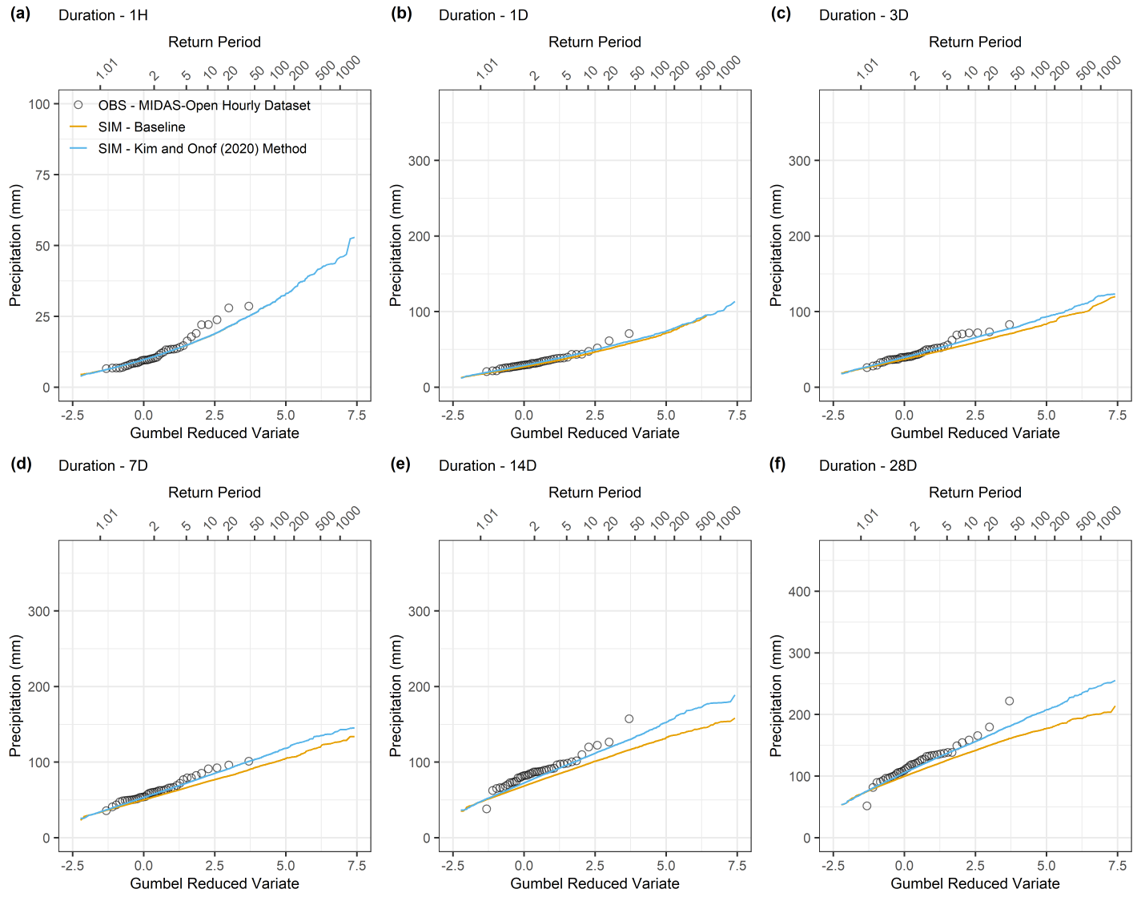 (a) Duration - 1H
Return Period
1.01 2 5 10 20 50 100 200 500 1000
OBS - MIDAS-Open Hourly Dataset
SIM - Baseline
SIM - Kim and Onof (2020) Method
Precipitation (mm)
100
75
50
25
0
-2.5 0.0 2.5 5.0 7.5
Gumbel Reduced Variate
(b) Duration - 1D
Return Period
1.01 2 5 10 20 50 100 200 500 1000
Precipitation (mm)
300
200
100
0
-2.5 0.0 2.5 5.0 7.5
Gumbel Reduced Variate
(c) Duration - 3D
Return Period
1.01 2 5 10 20 50 100 200 500 1000
Precipitation (mm)
300
200
100
0
-2.5 0.0 2.5 5.0 7.5
Gumbel Reduced Variate
(d) Duration - 7D
Return Period
1.01 2 5 10 20 50 100 200 500 1000
Precipitation (mm)
300
200
100
0
-2.5 0.0 2.5 5.0 7.5
Gumbel Reduced Variate
(e) Duration - 14D
Return Period
1.01 2 5 10 20 50 100 200 500 1000
Precipitation (mm)
300
200
100
0
-2.5 0.0 2.5 5.0 7.5
Gumbel Reduced Variate
(f) Duration - 28D
Return Period
1.01 2 5 10 20 50 100 200 500 1000
Precipitation (mm)
400
300
200
100
0
-2.5 0.0 2.5 5.0 7.5
Gumbel Reduced Variate